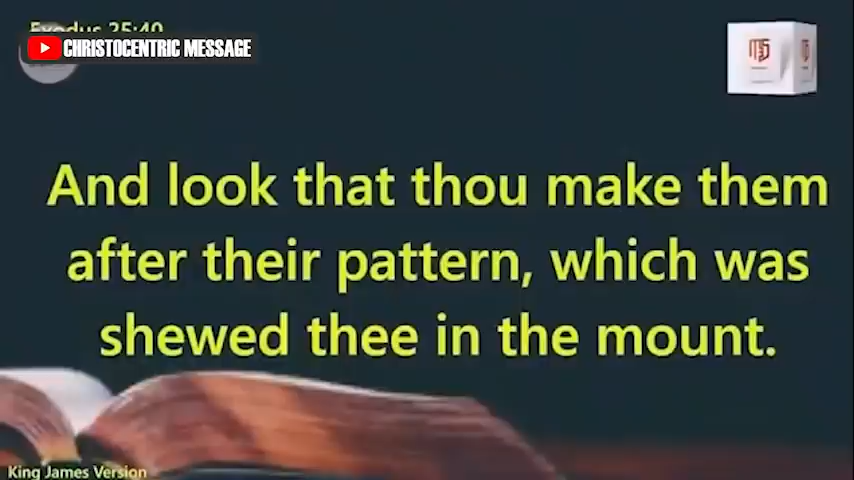 Exodus 25:40
CHRISTOCENTRIC MESSAGE
And look that thou make them
after their pattern, which was
shewed thee in the mount.
King James Version